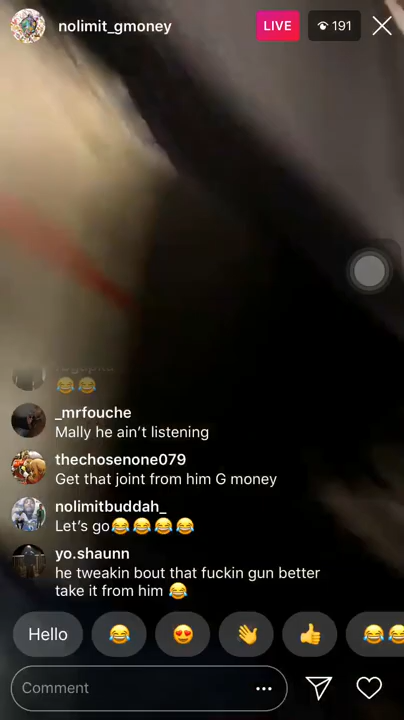 nolimit_gmoney
LIVE
191
😂😂
_mrfouche
Mally he ain’t listening
thechosenone079
Get that joint from him G money
nolimitbuddah_
Let’s go😂😂😂😂
yo.shaunn
he tweakin bout that fuckin gun better
take it from him 😂
Hello 😂 😍 👋 👍 😂😂
Comment